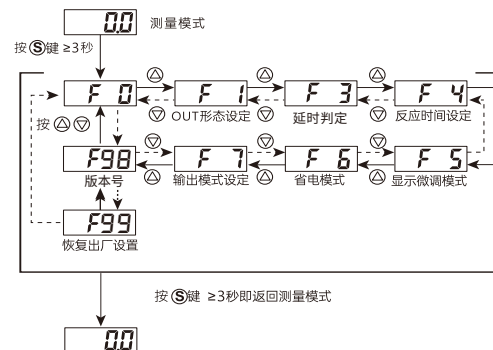 0.0 测量模式
按Ⓢ键 ≥3秒
F 0 F 1 F 3 F 4
按 OUT形态设定 延时判定 反应时间设定
F98 F 7 F 6 F 5
版本号 输出模式设定 省电模式 显示微调模式
F99
恢复出厂设置
按Ⓢ键 ≥3秒即返回测量模式
0.0